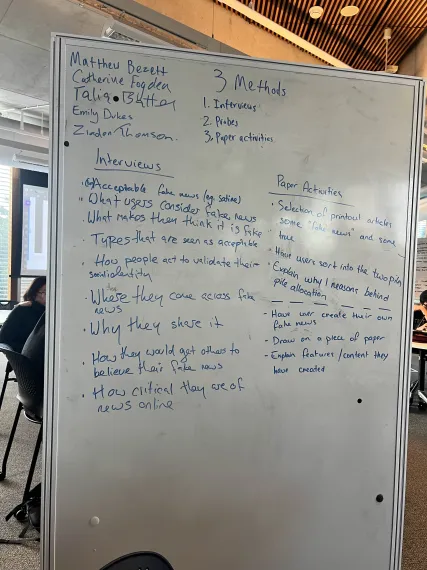 Matthew Becett
Catherine Fogden
Talia Button
Emily Dukes
Zindon Thomson.
3 Methods
1. Interviews
2. Probes
3. Paper activities
Interviews
Acceptable fake news (eg. satire)
What users consider fake news
What makes them think it is fake
Types that are seen as acceptable
How people act to validate their
social identity
Where they come across fake
news
Why they share it
How they would get others to
believe their fake news
How critical they are of
news online
Paper Activities
Selection of printout articles
some "fake news" and some
true
Have users sort into the two piles
Explain why / reasons behind
pile allocation
- Have user create their own
fake news
- Draw on a piece of paper
- Explain features/content they
have created